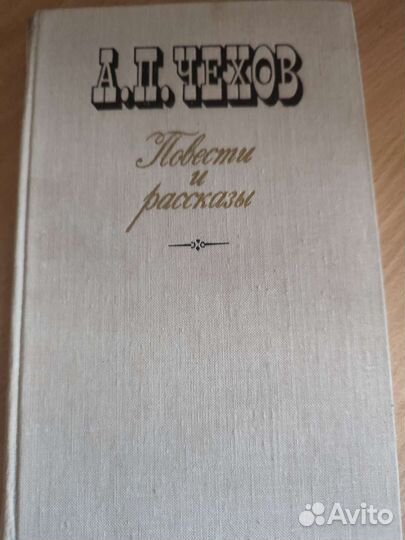 А.П.ЧЕХОВ
Повести
и
рассказы
Avito